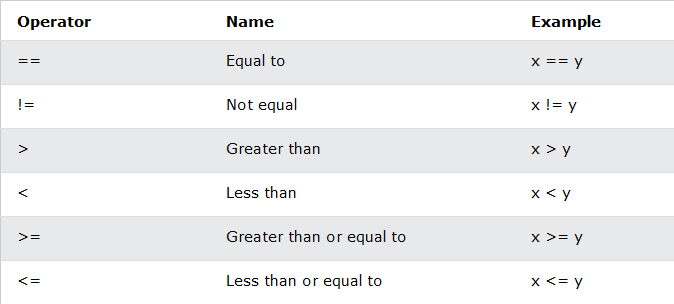 Operator Name Example
== Equal to x == y
!= Not equal x != y
> Greater than x > y
< Less than x < y
>= Greater than or equal to x >= y
<= Less than or equal to x <= y